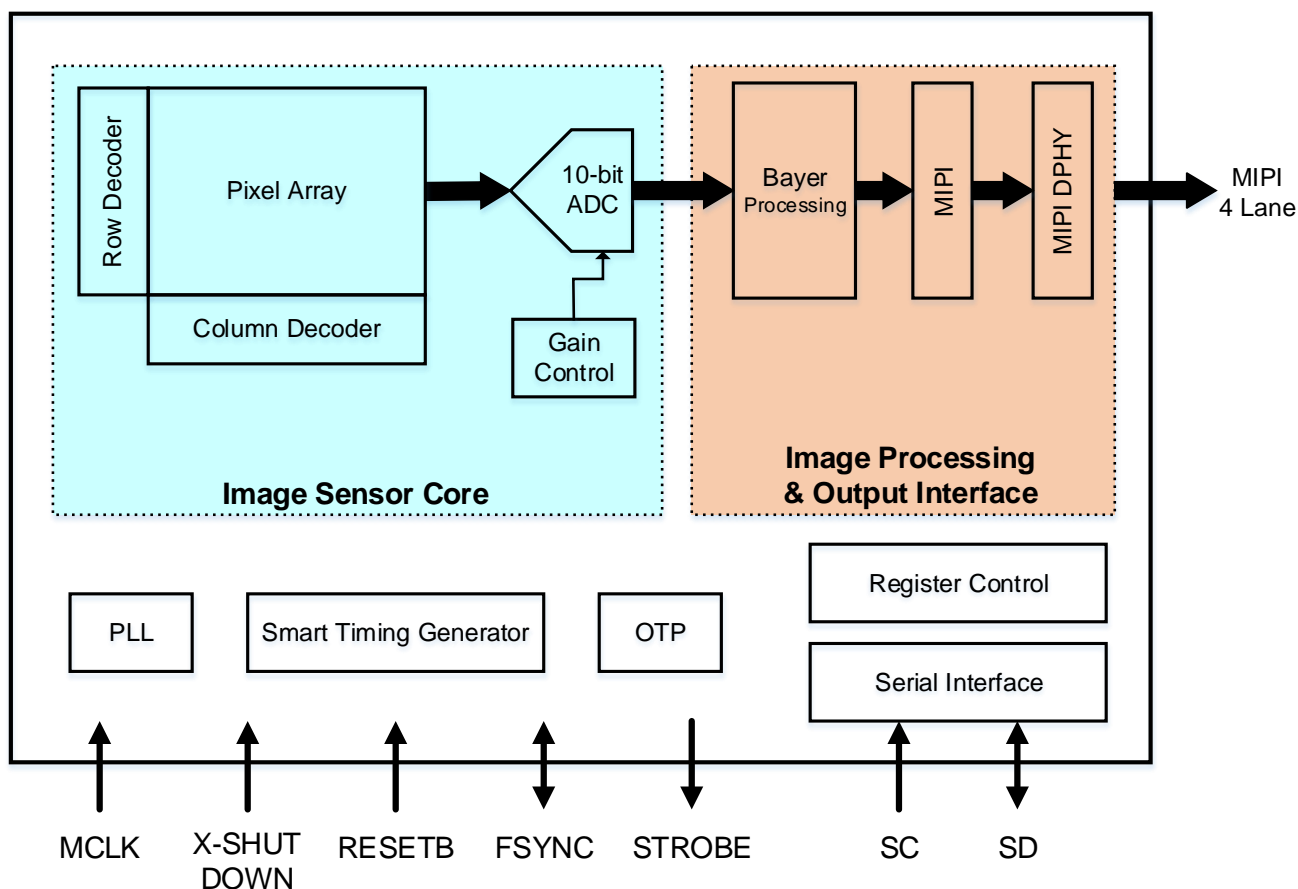 Row Decoder
Pixel Array
Column Decoder
10-bit
ADC
Gain
Control
Image Sensor Core
Bayer
Processing
MIPI
MIPI DPHY
Image Processing
& Output Interface
MIPI
4 Lane
PLL
Smart Timing Generator
OTP
Register Control
Serial Interface
MCLK
X-SHUT
DOWN
RESETB
FSYNC
STROBE
SC
SD